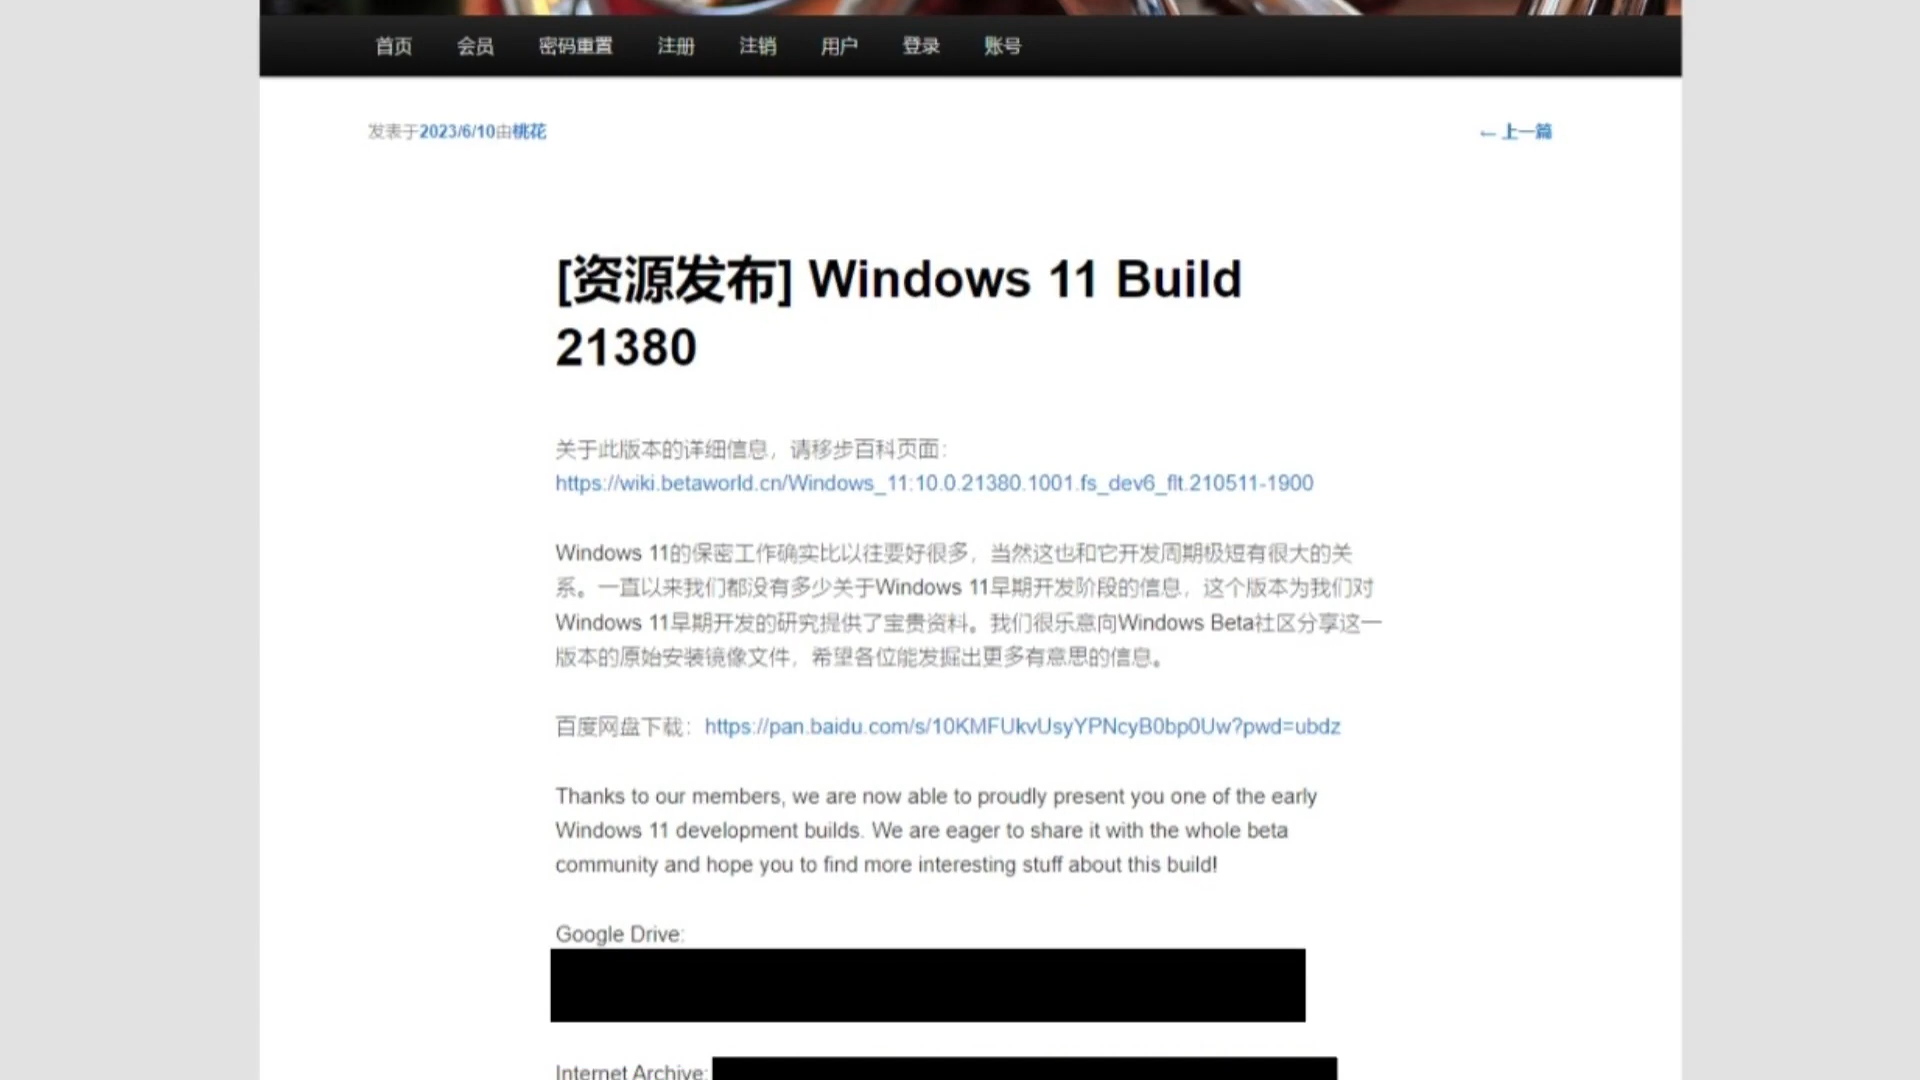 首页 会员 密码重置 注册 注销 用户 登录 账号
发表于2023/6/10由桃花
← 上一篇
[资源发布] Windows 11 Build
21380
关于此版本的详细信息，请移步百科页面：
https://wiki.betaworld.cn/Windows_11:10.0.21380.1001.fs_dev6_flt.210511-1900
Windows 11的保密工作确实比以往要好很多，当然这也和它开发周期极短有很大的关
系。一直以来我们都没有多少关于Windows 11早期开发阶段的信息，这个版本为我们对
Windows 11早期开发的研究提供了宝贵资料。我们很乐意向Windows Beta社区分享这一
版本的原始安装镜像文件，希望各位能发掘出更多有意思的信息。
百度网盘下载：https://pan.baidu.com/s/10KMFUkvUsyYPNcyB0bp0Uw?pwd=ubdz
Thanks to our members, we are now able to proudly present you one of the early
Windows 11 development builds. We are eager to share it with the whole beta
community and hope you to find more interesting stuff about this build!
Google Drive:
Internet Archive: